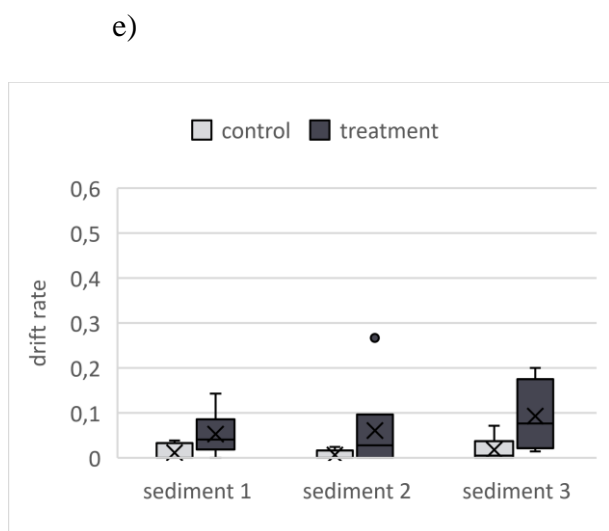 e)
control treatment
0,6
0,5
0,4
0,3
0,2
0,1
0
drift rate
sediment 1 sediment 2 sediment 3